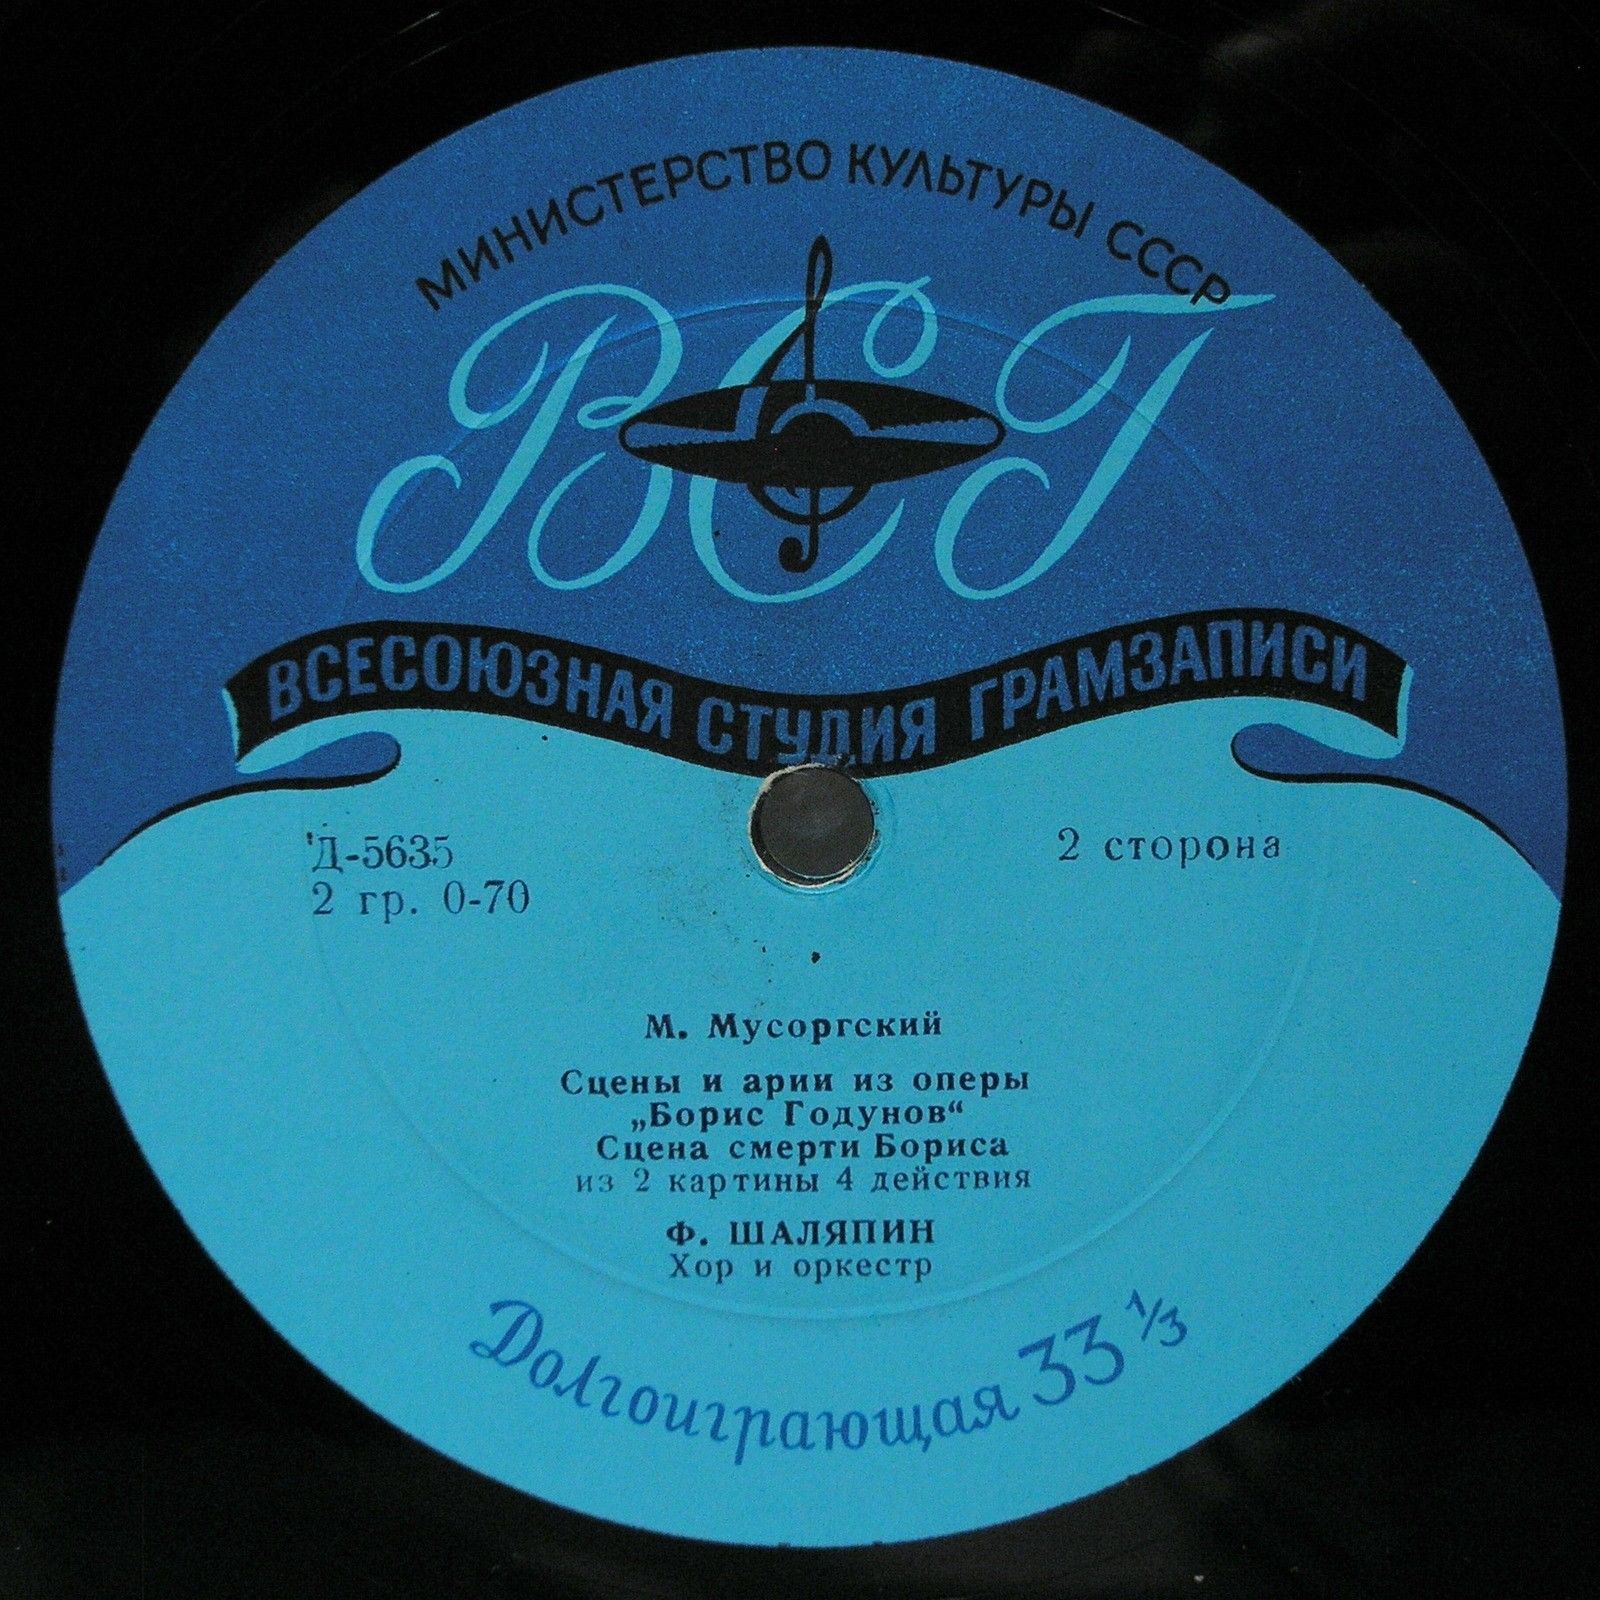 МИНИСТЕРСТВО КУЛЬТУРЫ СССР
ВСГ
ВСЕСОЮЗНАЯ СТУДИЯ ГРАМЗАПИСИ
Д-5635
2 сторона
2 гр. 0-70
М. Мусоргский
Сцены и арии из оперы
„Борис Годунов“
Сцена смерти Бориса
из 2 картины 4 действия
Ф. ШАЛЯПИН
Хор и оркестр
Долгоиграющая 33 1/3